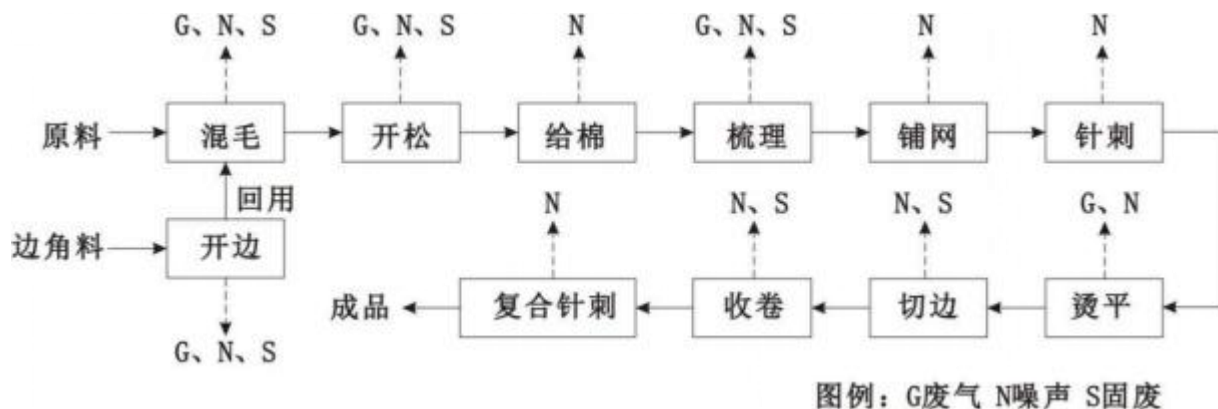 G、N、S G、N、S N G、N、S N N
原料 混毛 开松 给棉 梳理 铺网 针刺
回用
N N、S N、S G、N
边角料 开边
成品 复合针刺 收卷 切边 烫平
G、N、S
图例：G废气 N噪声 S固废